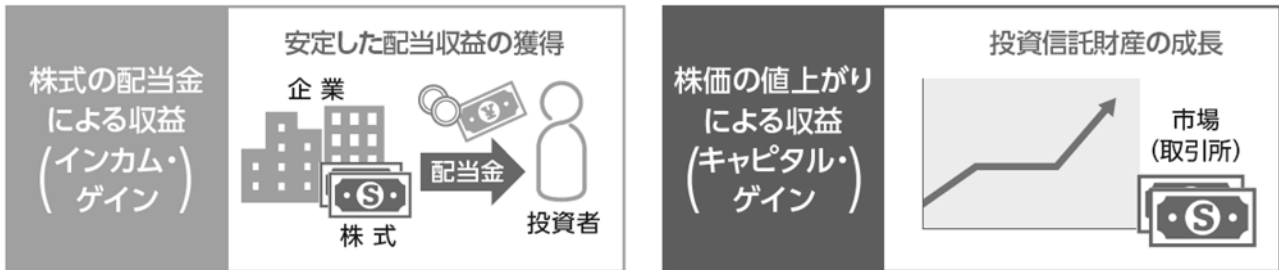 株式の配当金
による収益
(インカム・
ゲイン)
安定した配当収益の獲得
企業
¥
配当金
S
株式
投資者
株価の値上がり
による収益
(キャピタル・
ゲイン)
投資信託財産の成長
市場
(取引所)
S